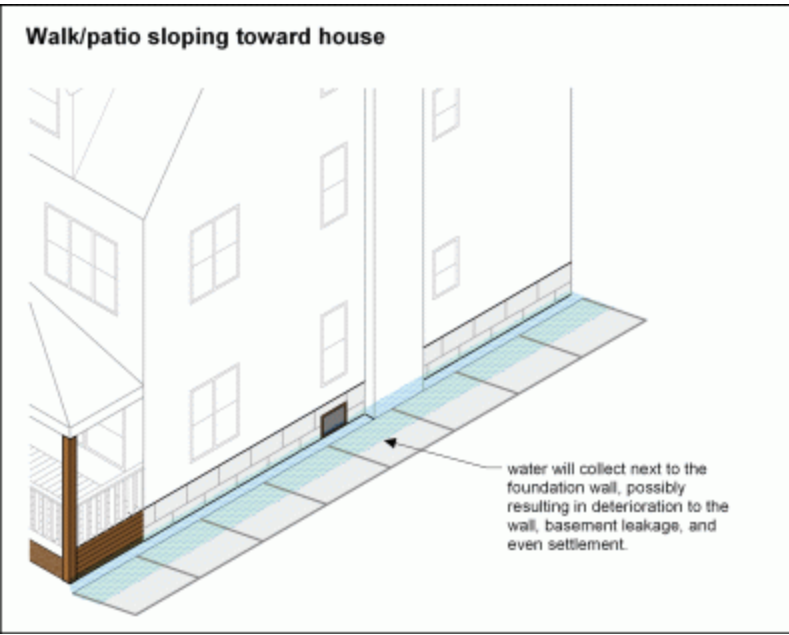 Walk/patio sloping toward house
water will collect next to the
foundation wall, possibly
resulting in deterioration to the
wall, basement leakage, and
even settlement.